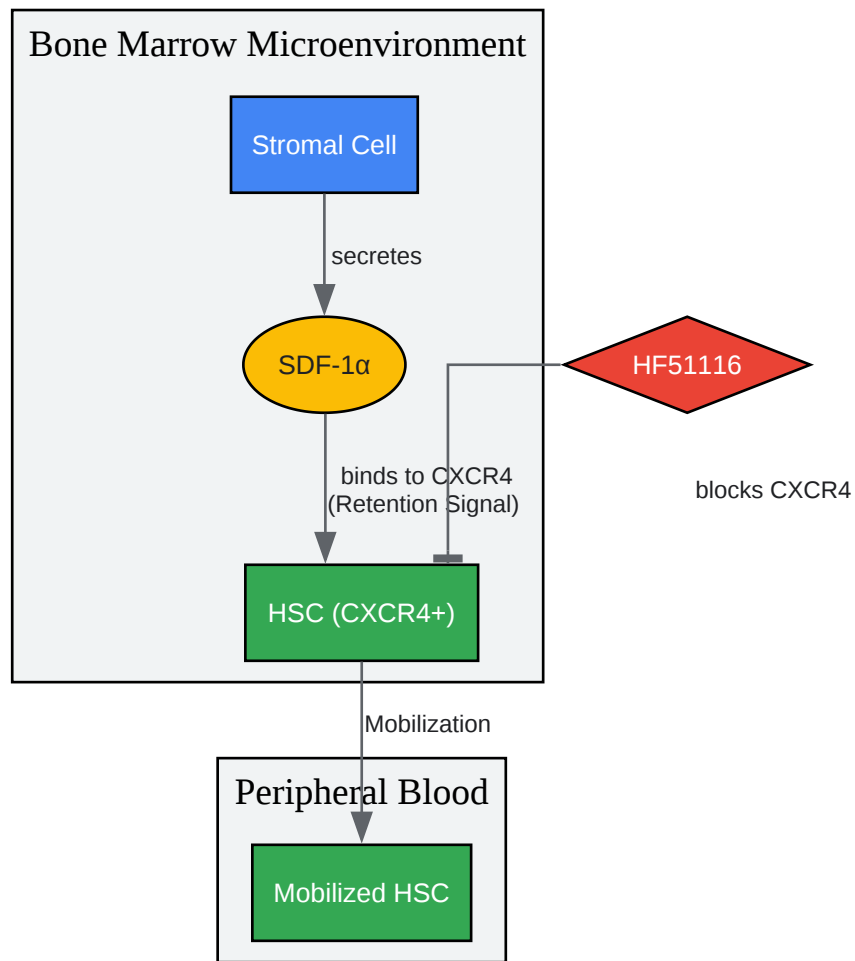 Bone Marrow Microenvironment
Stromal Cell
secretes
SDF-1α
HF51116
binds to CXCR4
(Retention Signal)
blocks CXCR4
HSC (CXCR4+)
Mobilization
Peripheral Blood
Mobilized HSC